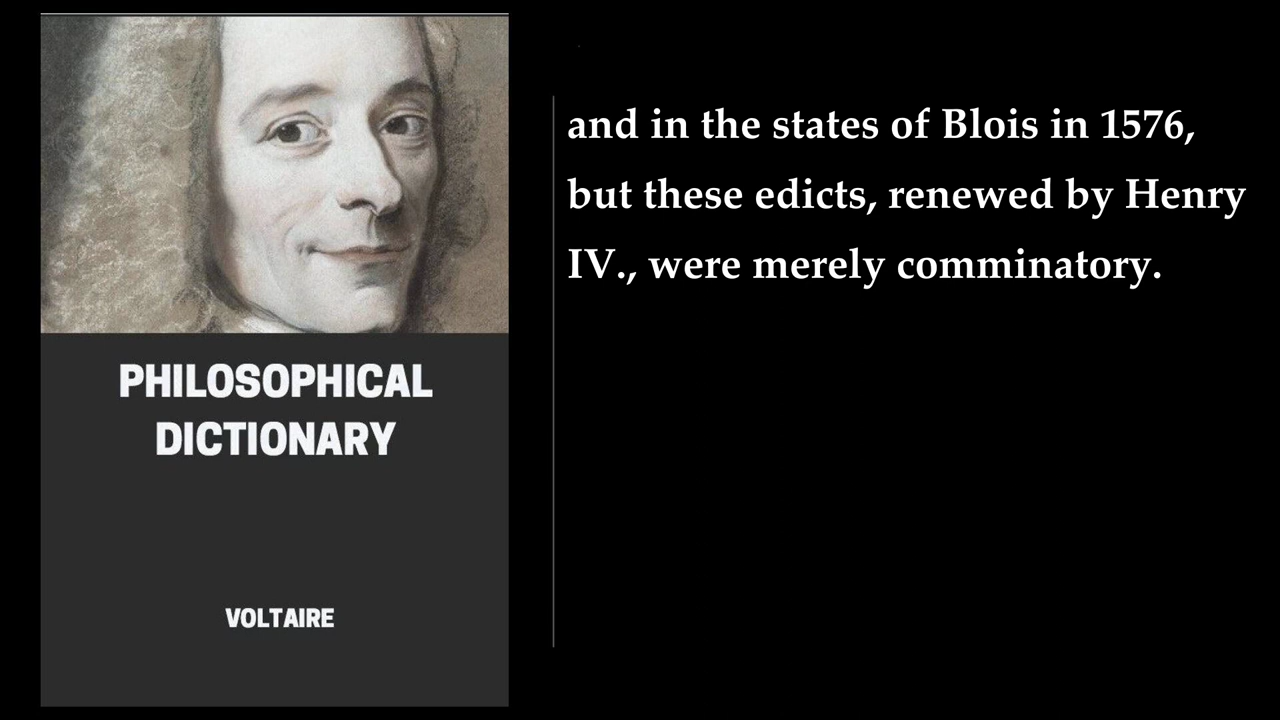 PHILOSOPHICAL
DICTIONARY
VOLTAIRE
and in the states of Blois in 1576,
but these edicts, renewed by Henry
IV., were merely comminatory.